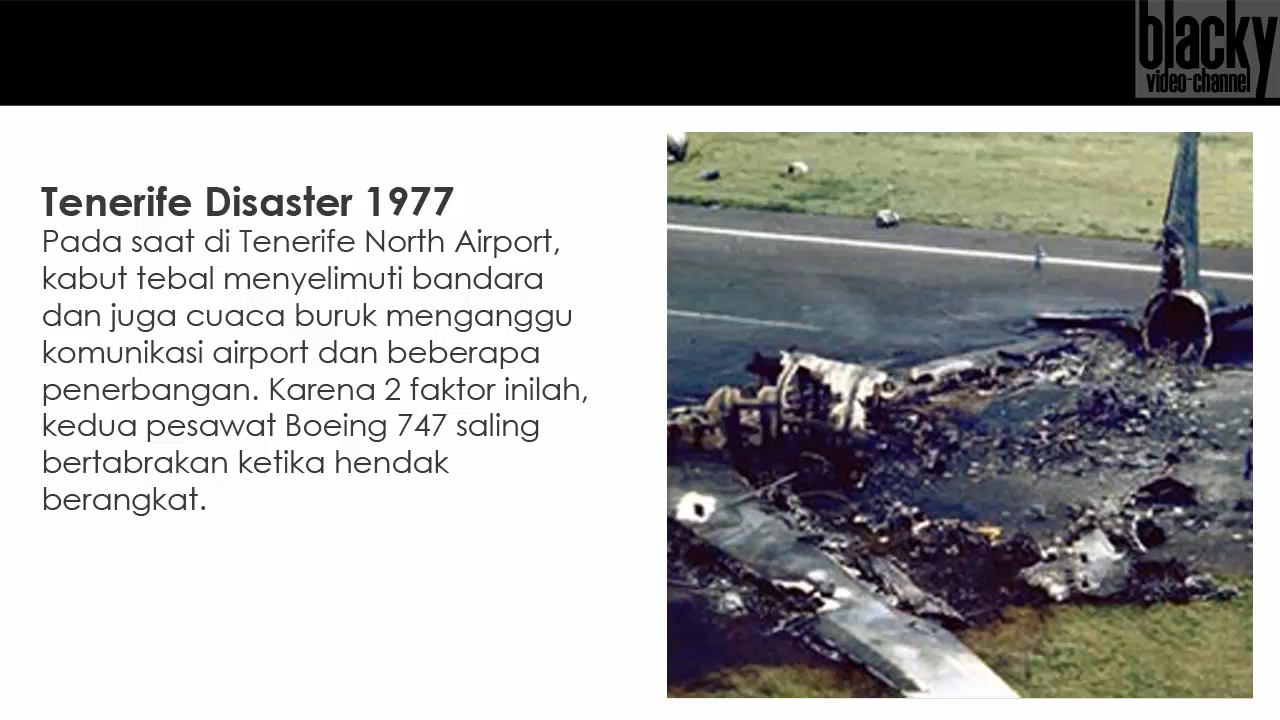 blacky
video-channel
Tenerife Disaster 1977
Pada saat di Tenerife North Airport,
kabut tebal menyelimuti bandara
dan juga cuaca buruk menganggu
komunikasi airport dan beberapa
penerbangan. Karena 2 faktor inilah,
kedua pesawat Boeing 747 saling
bertabrakan ketika hendak
berangkat.